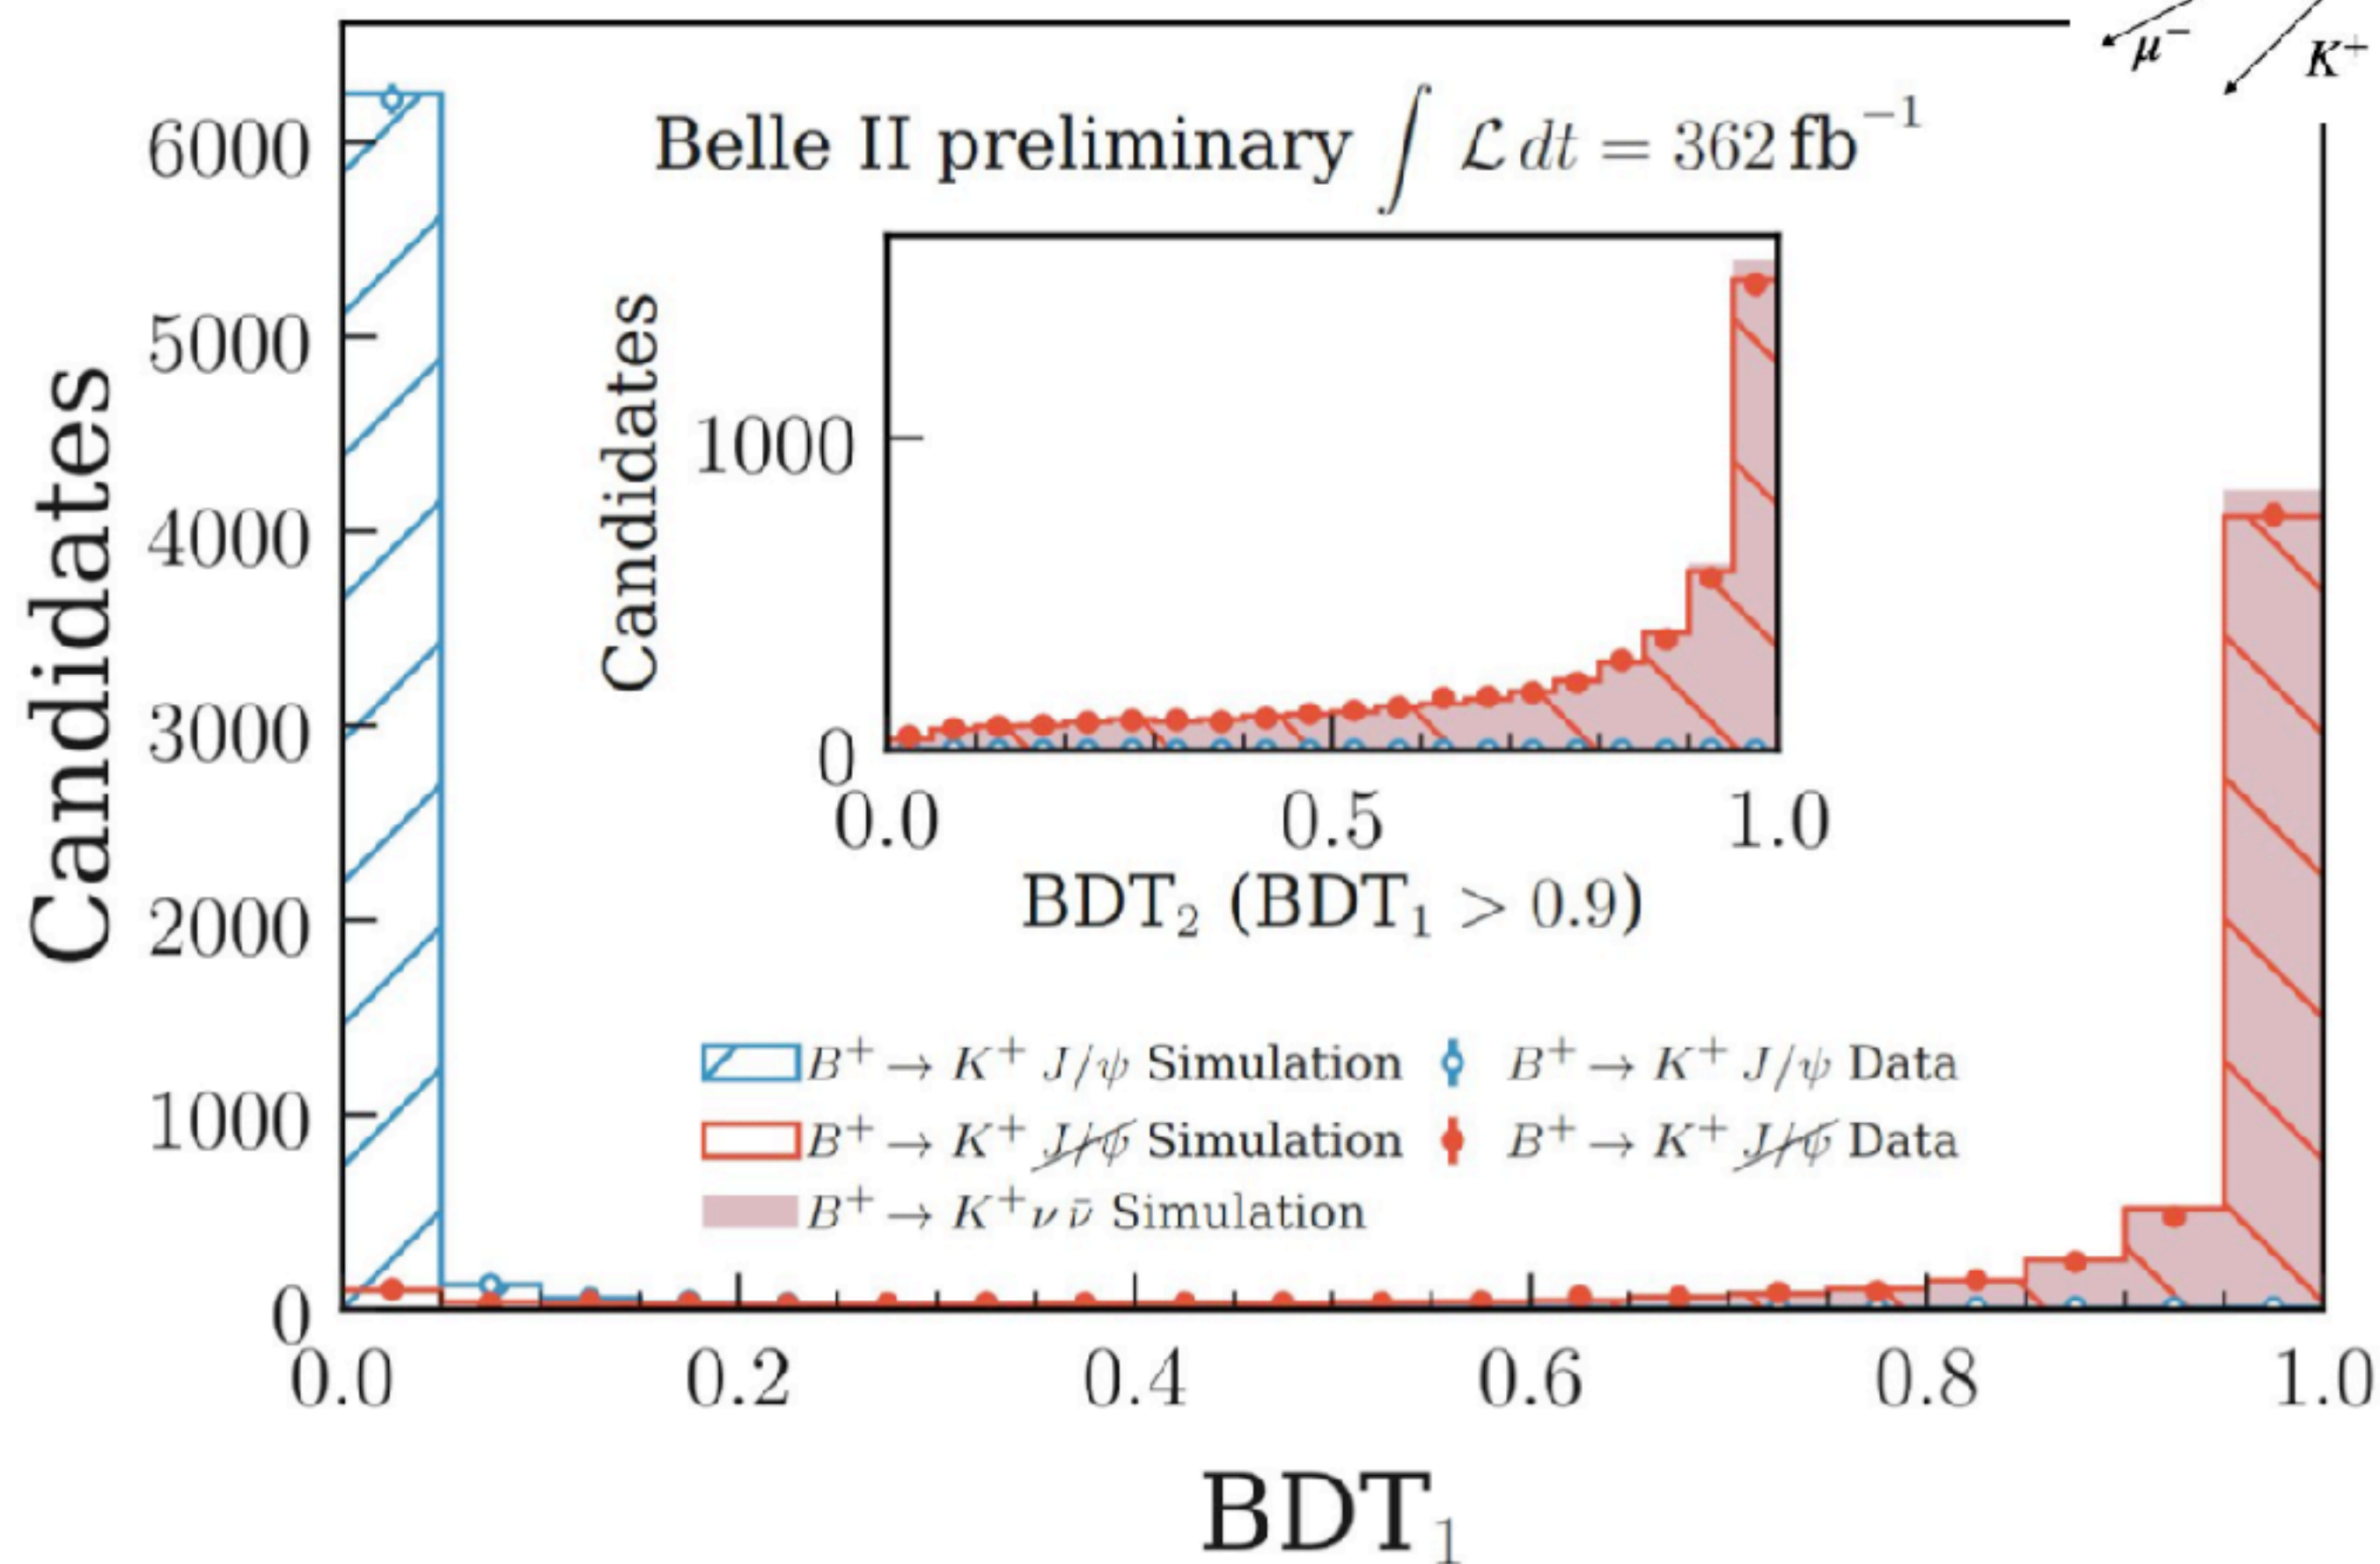 μ⁻ K⁺
Belle II preliminary ∫ ℒ dt = 362 fb⁻¹
Candidates
6000
5000
4000
3000
2000
1000
0
Candidates
1000
0
0.0 0.5 1.0
BDT₂ (BDT₁ > 0.9)
B⁺ → K⁺ J/ψ Simulation B⁺ → K⁺ J/ψ Data
B⁺ → K⁺ J/ψ Simulation B⁺ → K⁺ J/ψ Data
B⁺ → K⁺ ν ν̄ Simulation
0.0 0.2 0.4 0.6 0.8 1.0
BDT₁